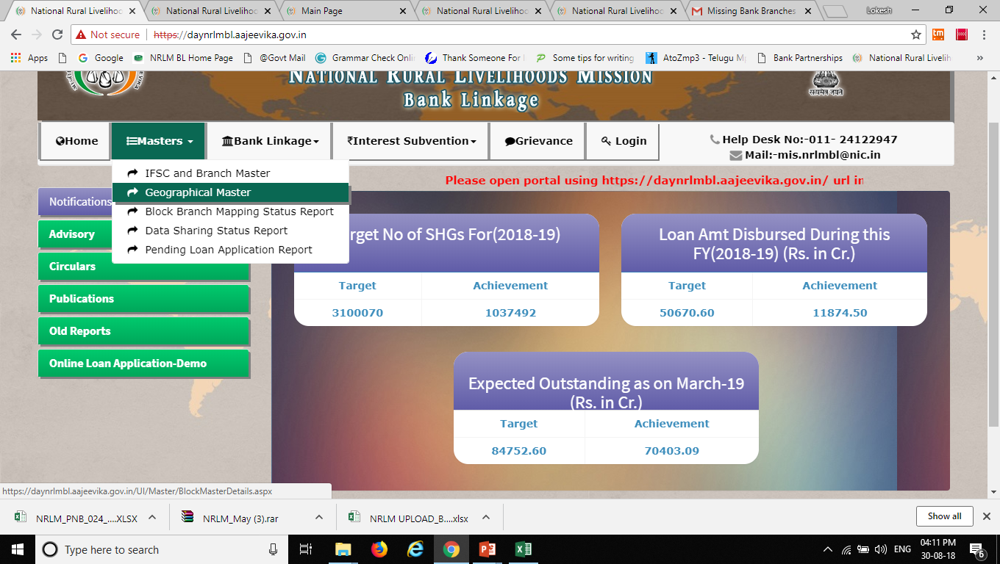 National Rural Livelihoo
National Rural Livelihoo
Main Page
National Rural Livelihoo
National Rural Livelihoo
Missing Bank Branches
Lokesh
Not secure
https://daynrlmbl.aajeevika.gov.in
Apps
Google
NRLM BL Home Page
@Govt Mail
Grammar Check Onli
Thank Someone For
Some tips for writing
AtoZmp3 - Telugu M
Bank Partnerships
National Rural Livelih
»
NATIONAL RURAL LIVELIHOODS MISSION
Bank Linkage
सत्यमेव जयते
Home
Masters
Bank Linkage
₹Interest Subvention
Grievance
Login
Help Desk No:-011- 24122947
Mail:-mis.nrlmbl@nic.in
IFSC and Branch Master
Geographical Master
Block Branch Mapping Status Report
Data Sharing Status Report
Pending Loan Application Report
Please open portal using https://daynrlmbl.aajeevika.gov.in/ url in
Notifications
Advisory
Circulars
Publications
Old Reports
Online Loan Application-Demo
rget No of SHGs For(2018-19)
Target Achievement
3100070 1037492
Loan Amt Disbursed During this
FY(2018-19) (Rs. in Cr.)
Target Achievement
50670.60 11874.50
Expected Outstanding as on March-19
(Rs. in Cr.)
Target Achievement
84752.60 70403.09
https://daynrlmbl.aajeevika.gov.in/UI/Master/BlockMasterDetails.aspx
NRLM_PNB_024_....XLSX
NRLM_May (3).rar
NRLM UPLOAD_B....xlsx
Show all
Type here to search
ENG
04:11 PM
30-08-18
6